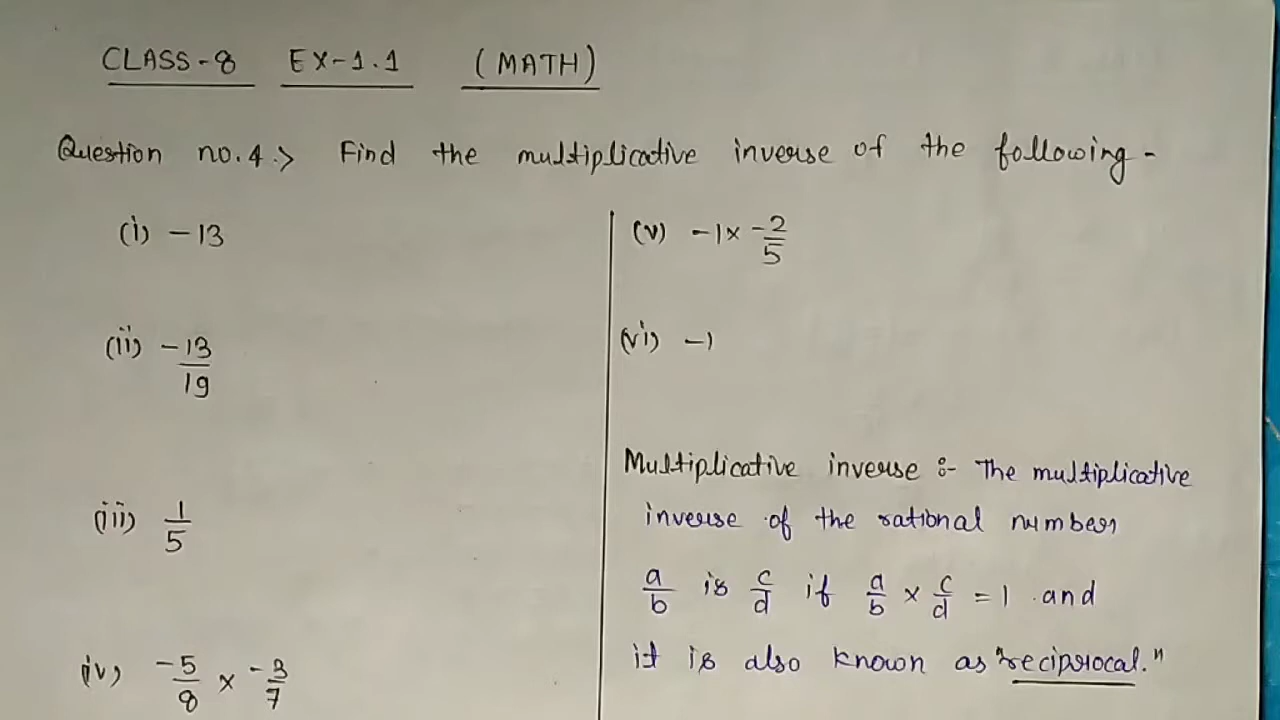 CLASS-8 EX-1.1 (MATH)
Question no.4.> Find the multiplicative inverse of the following -
(i) -13
(ii) -13/19
(iii) 1/5
(iv) -5/8 × -3/7
(v) -1× -2/5
(vi) -1
Multiplicative inverse :- The multiplicative
inverse of the rational number
a/b is c/d if a/b × c/d = 1 and
it is also known as "reciprocal."